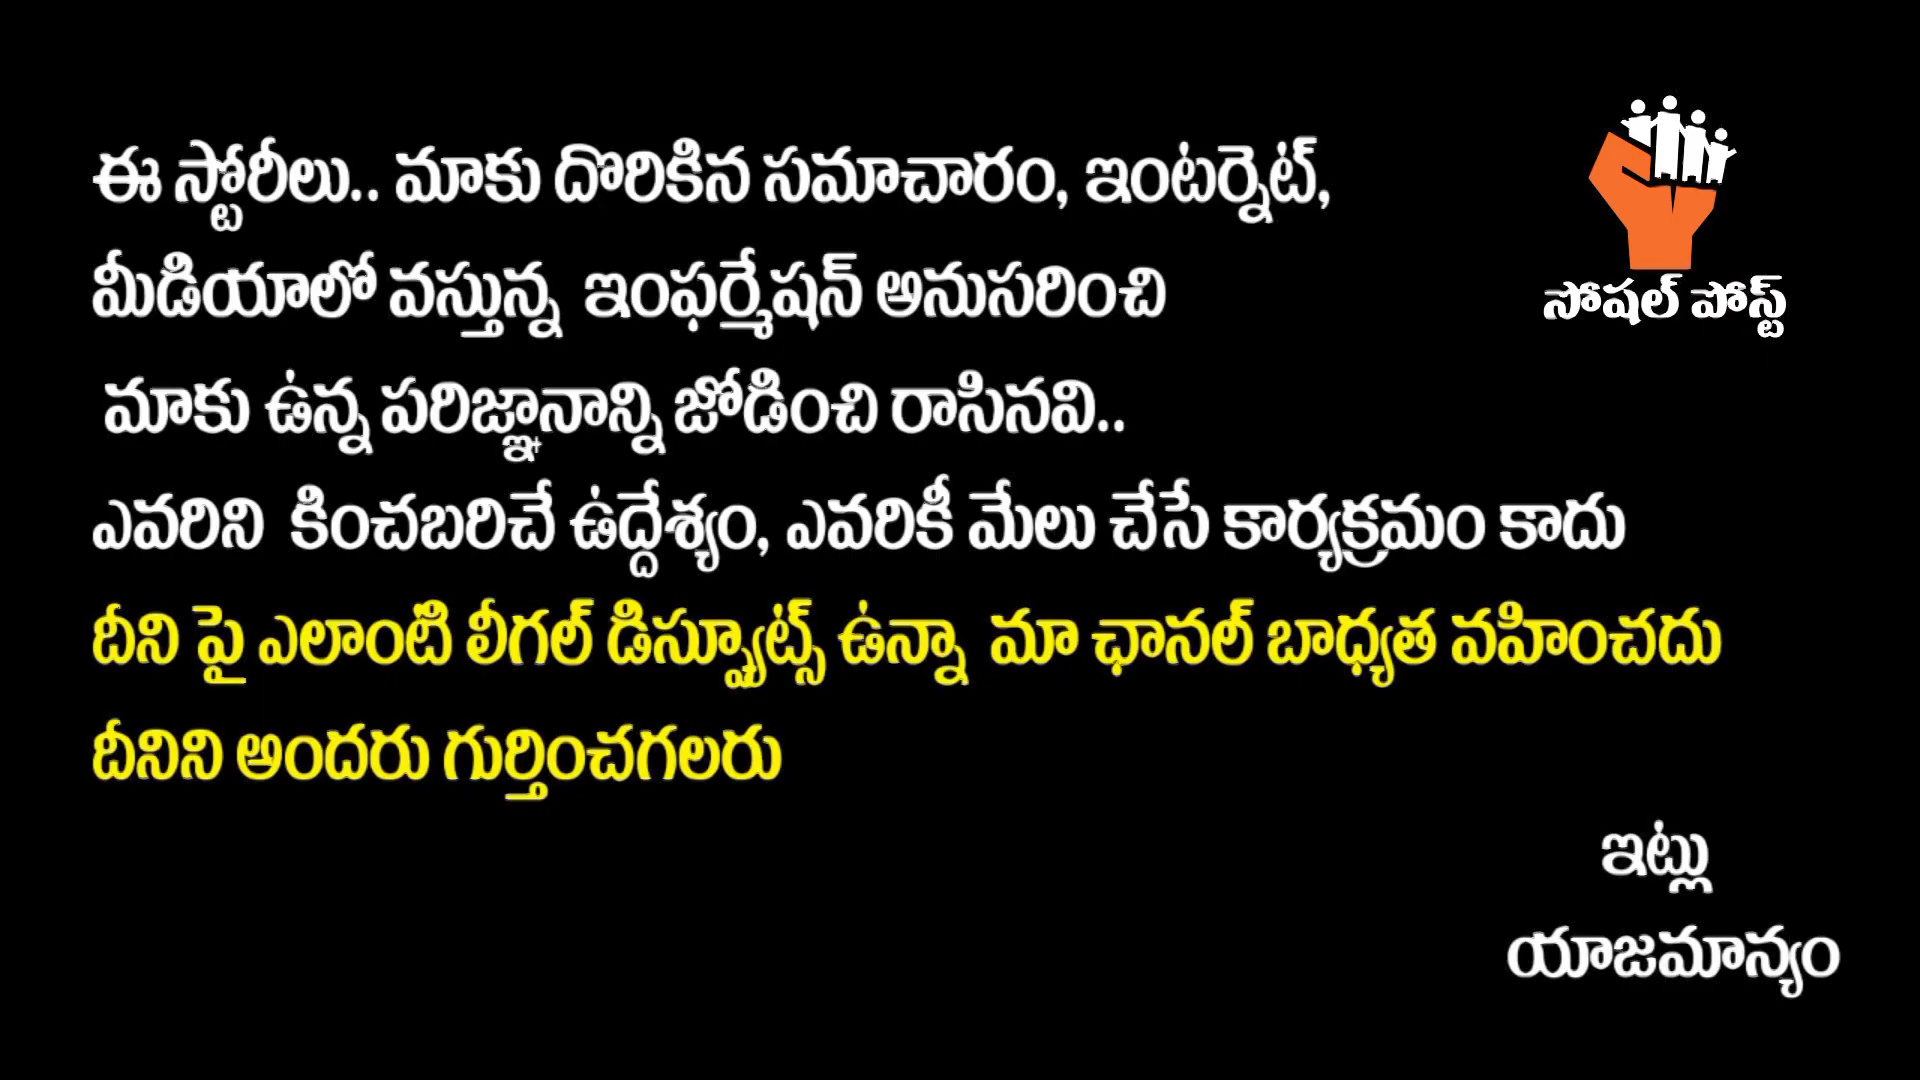 ఈ స్టోరీలు.. మాకు దొరికిన సమాచారం, ఇంటర్నెట్,
మీడియాలో వస్తున్న ఇంఫర్మేషన్ అనుసరించి
మాకు ఉన్న పరిజ్ఞానాన్ని జోడించి రాసినవి..
ఎవరిని కించబరిచే ఉద్దేశ్యం, ఎవరికీ మేలు చేసే కార్యక్రమం కాదు
దీని పై ఎలాంటి లీగల్ డిస్ప్యూట్స్ ఉన్నా మా ఛానల్ బాధ్యత వహించదు
దీనిని అందరు గుర్తించగలరు
ఇట్లు
యాజమాన్యం
సోషల్ పోస్ట్